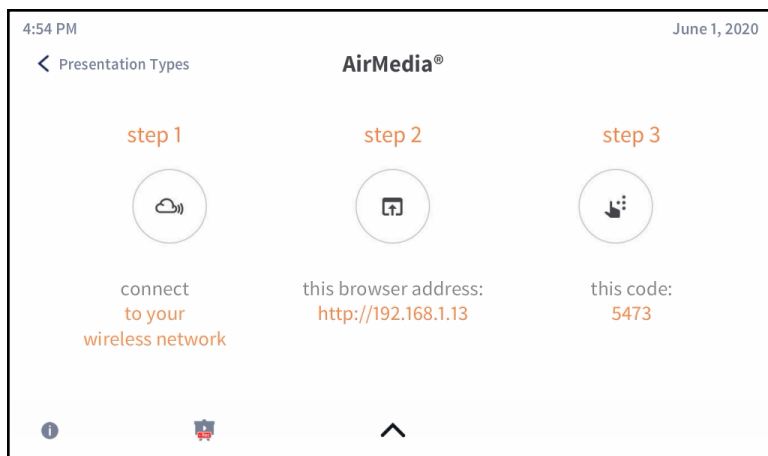 4:54 PM
June 1, 2020
Presentation Types
AirMedia®
step 1
step 2
step 3
connect
to your
wireless network
this browser address:
http://192.168.1.13
this code:
5473